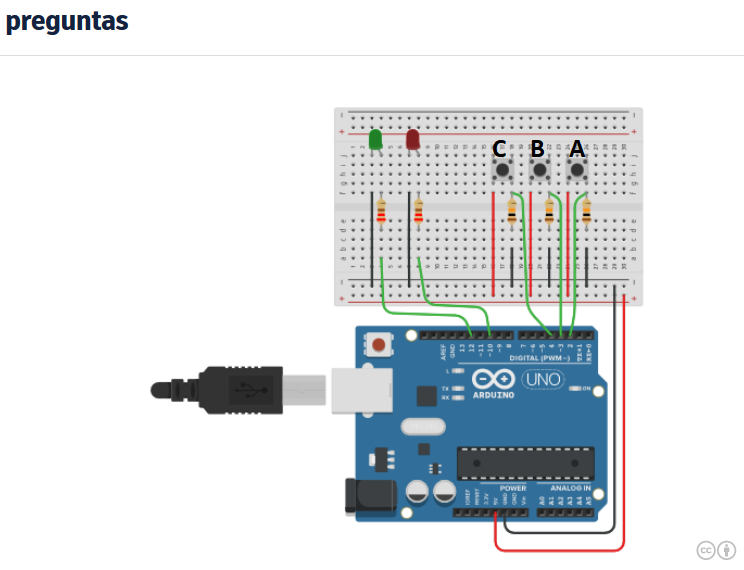 preguntas
C B A
AREF
GND
13
12
~11
~10
~9
8
7
~6
~5
4
~3
2
TX→1
RX←0
DIGITAL (PWM~)
L
TX
RX
UNO
ON
ARDUINO
POWER
ANALOG IN
IOREF
RESET
3.3V
5V
GND
GND
Vin
A0
A1
A2
A3
A4
A5
cc